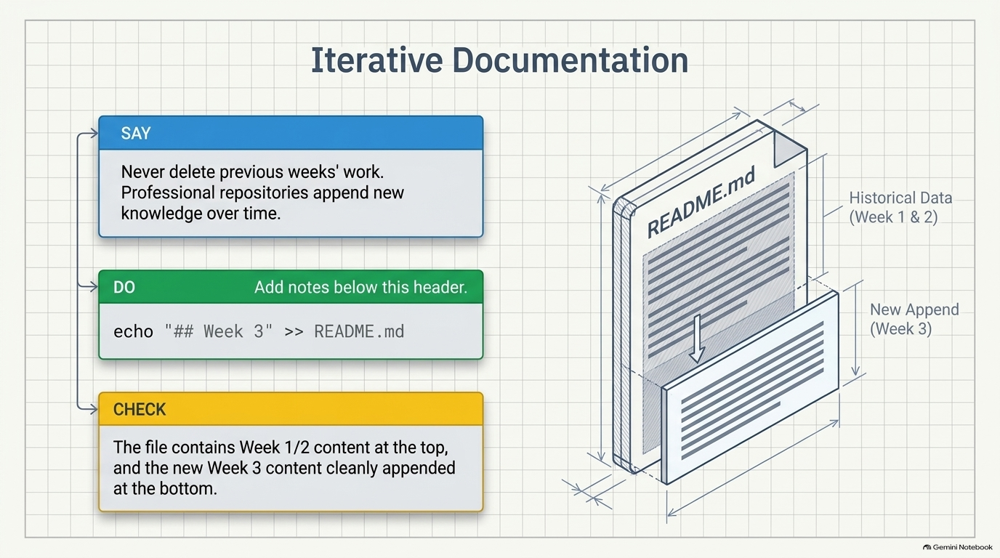 Iterative Documentation
SAY
Never delete previous weeks' work.
Professional repositories append new
knowledge over time.
DO
Add notes below this header.
echo "## Week 3" >> README.md
CHECK
The file contains Week 1/2 content at the top,
and the new Week 3 content cleanly appended
at the bottom.
README.md
Historical Data
(Week 1 & 2)
New Append
(Week 3)
Gemini Notebook